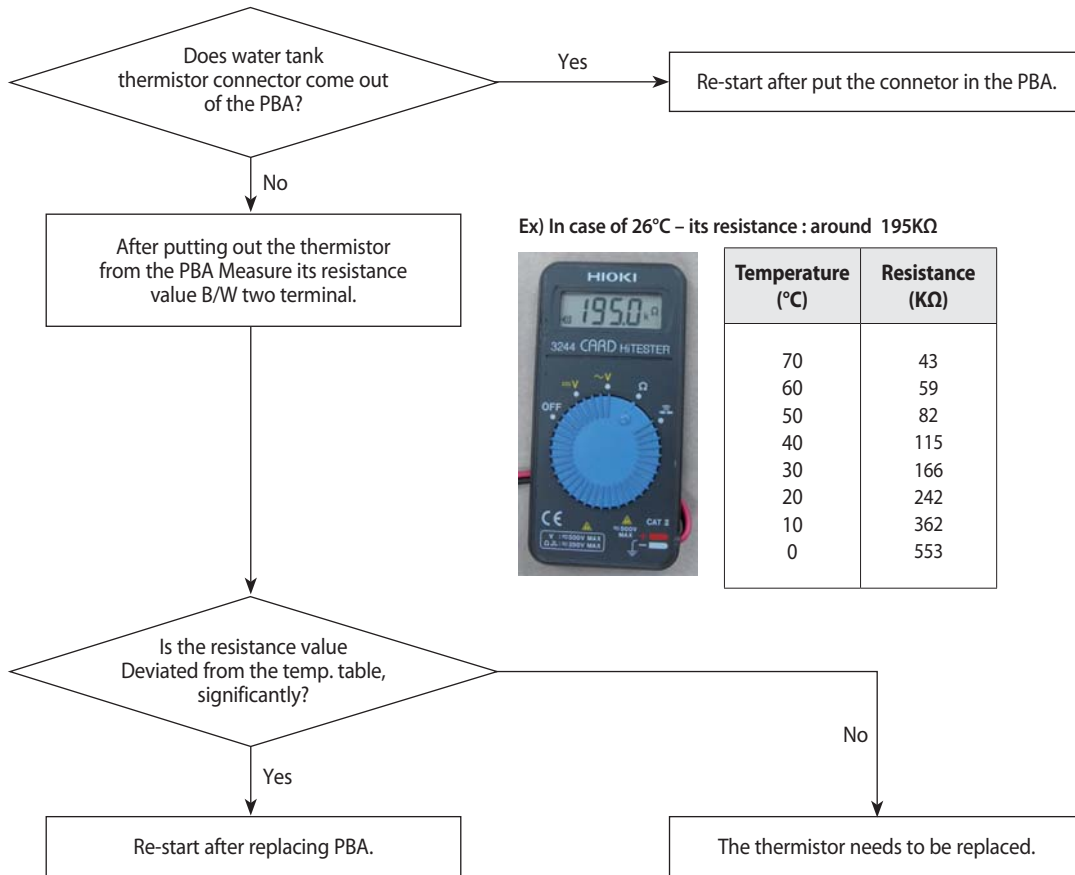 Does water tank
thermistor connector come out
of the PBA?
Yes
Re-start after put the connetor in the PBA.
No
After putting out the thermistor
from the PBA Measure its resistance
value B/W two terminal.
Ex) In case of 26°C – its resistance : around 195KΩ
HIOKI
195.0 kΩ
3244 CARD HiTESTER
OFF
⎓V
~V
Ω
CE
CAT II
Temperature Resistance
(°C) (KΩ)
70 43
60 59
50 82
40 115
30 166
20 242
10 362
0 553
Is the resistance value
Deviated from the temp. table,
significantly?
No
Yes
Re-start after replacing PBA.
The thermistor needs to be replaced.